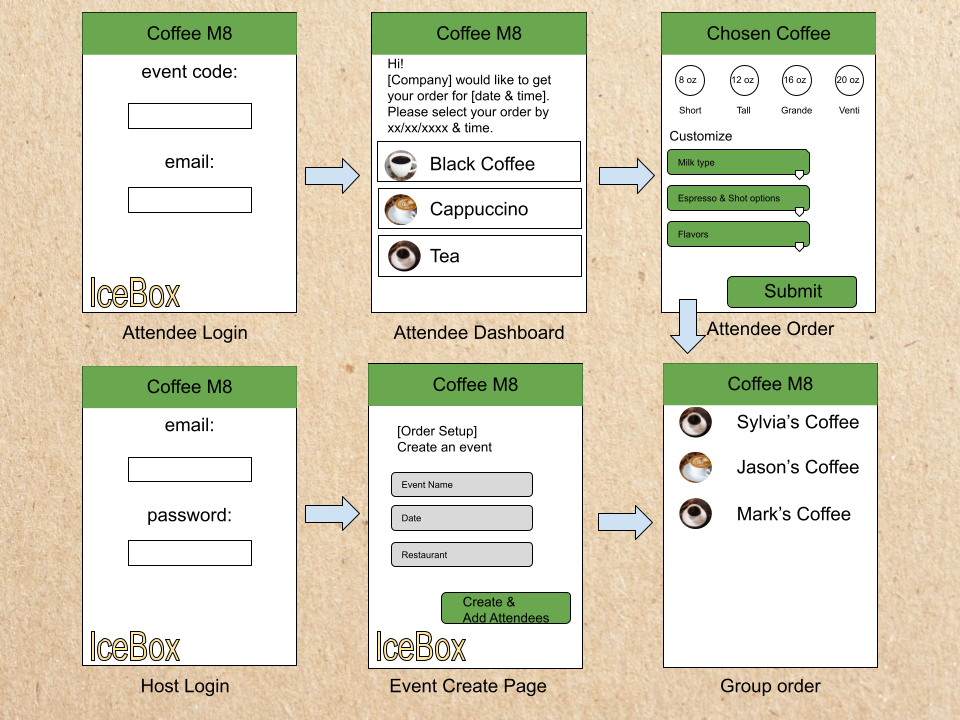 Coffee M8
event code:
email:
IceBox
Attendee Login
Coffee M8
Hi!
[Company] would like to get
your order for [date & time].
Please select your order by
xx/xx/xxxx & time.
Black Coffee
Cappuccino
Tea
Attendee Dashboard
Chosen Coffee
8 oz
12 oz
16 oz
20 oz
Short
Tall
Grande
Venti
Customize
Milk type
Espresso & Shot options
Flavors
Submit
Attendee Order
Coffee M8
email:
password:
IceBox
Host Login
Coffee M8
[Order Setup]
Create an event
Event Name
Date
Restaurant
Create &
Add Attendees
IceBox
Event Create Page
Coffee M8
Sylvia’s Coffee
Jason’s Coffee
Mark’s Coffee
Group order